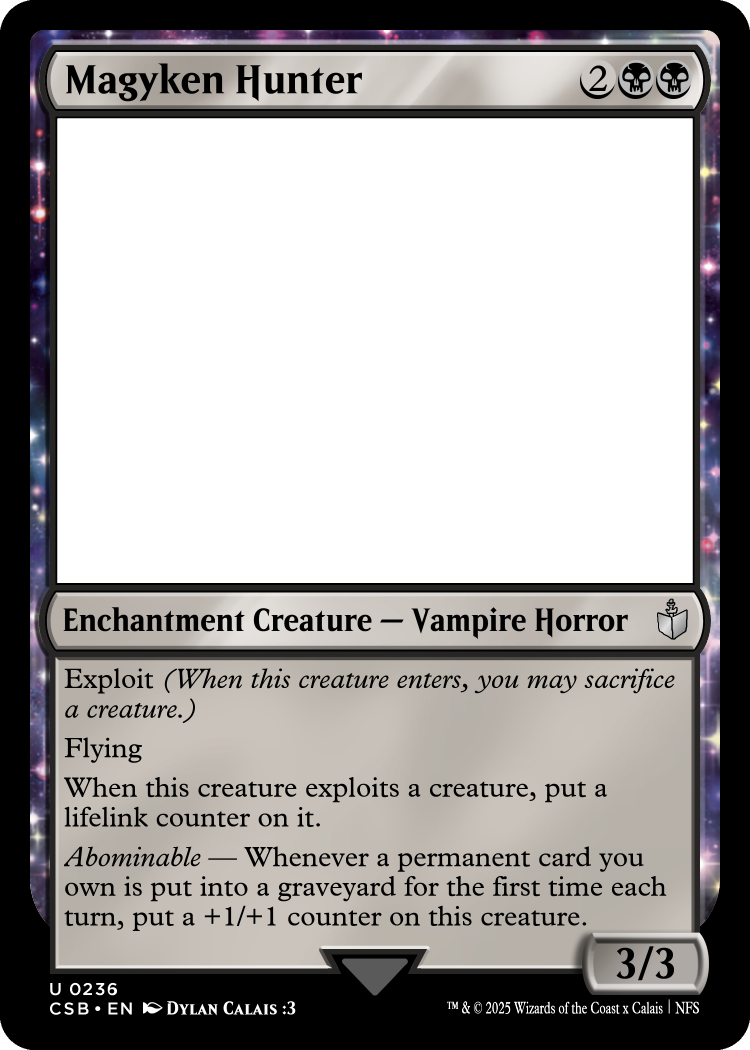 Magyken Hunter 2
Enchantment Creature — Vampire Horror
Exploit (When this creature enters, you may sacrifice
a creature.)
Flying
When this creature exploits a creature, put a
lifelink counter on it.
Abominable — Whenever a permanent card you
own is put into a graveyard for the first time each
turn, put a +1/+1 counter on this creature.
3/3
U 0236
CSB • EN Dylan Calais :3
™ & © 2025 Wizards of the Coast x Calais | NFS